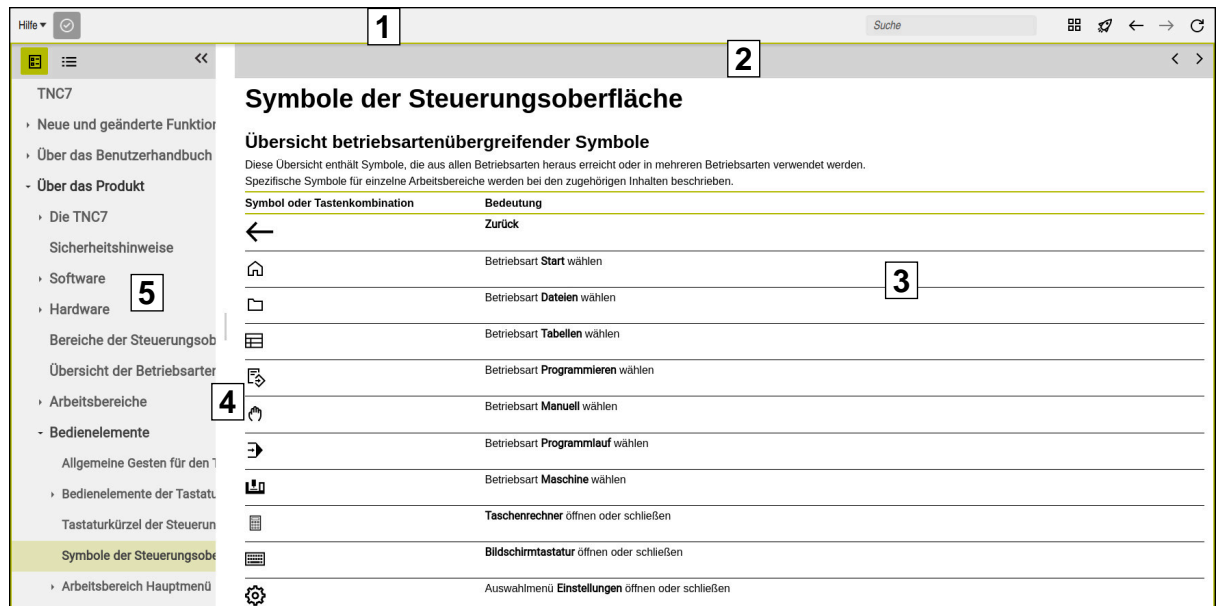 Hilfe
1
Suche
2
TNC7
Neue und geänderte Funktion
Über das Benutzerhandbuch
Über das Produkt
Die TNC7
Sicherheitshinweise
Software
5
Hardware
Bereiche der Steuerungsob
Übersicht der Betriebsarten
Arbeitsbereiche
4
Bedienelemente
Allgemeine Gesten für den T
Bedienelemente der Tastatu
Tastaturkürzel der Steuerun
Symbole der Steuerungsobe
Arbeitsbereich Hauptmenü
Symbole der Steuerungsoberfläche
Übersicht betriebsartenübergreifender Symbole
Diese Übersicht enthält Symbole, die aus allen Betriebsarten heraus erreicht oder in mehreren Betriebsarten verwendet werden.
Spezifische Symbole für einzelne Arbeitsbereiche werden bei den zugehörigen Inhalten beschrieben.
Symbol oder Tastenkombination Bedeutung
Zurück
Betriebsart Start wählen
3
Betriebsart Dateien wählen
Betriebsart Tabellen wählen
Betriebsart Programmieren wählen
Betriebsart Manuell wählen
Betriebsart Programmlauf wählen
Betriebsart Maschine wählen
Taschenrechner öffnen oder schließen
Bildschirmtastatur öffnen oder schließen
Auswahlmenü Einstellungen öffnen oder schließen